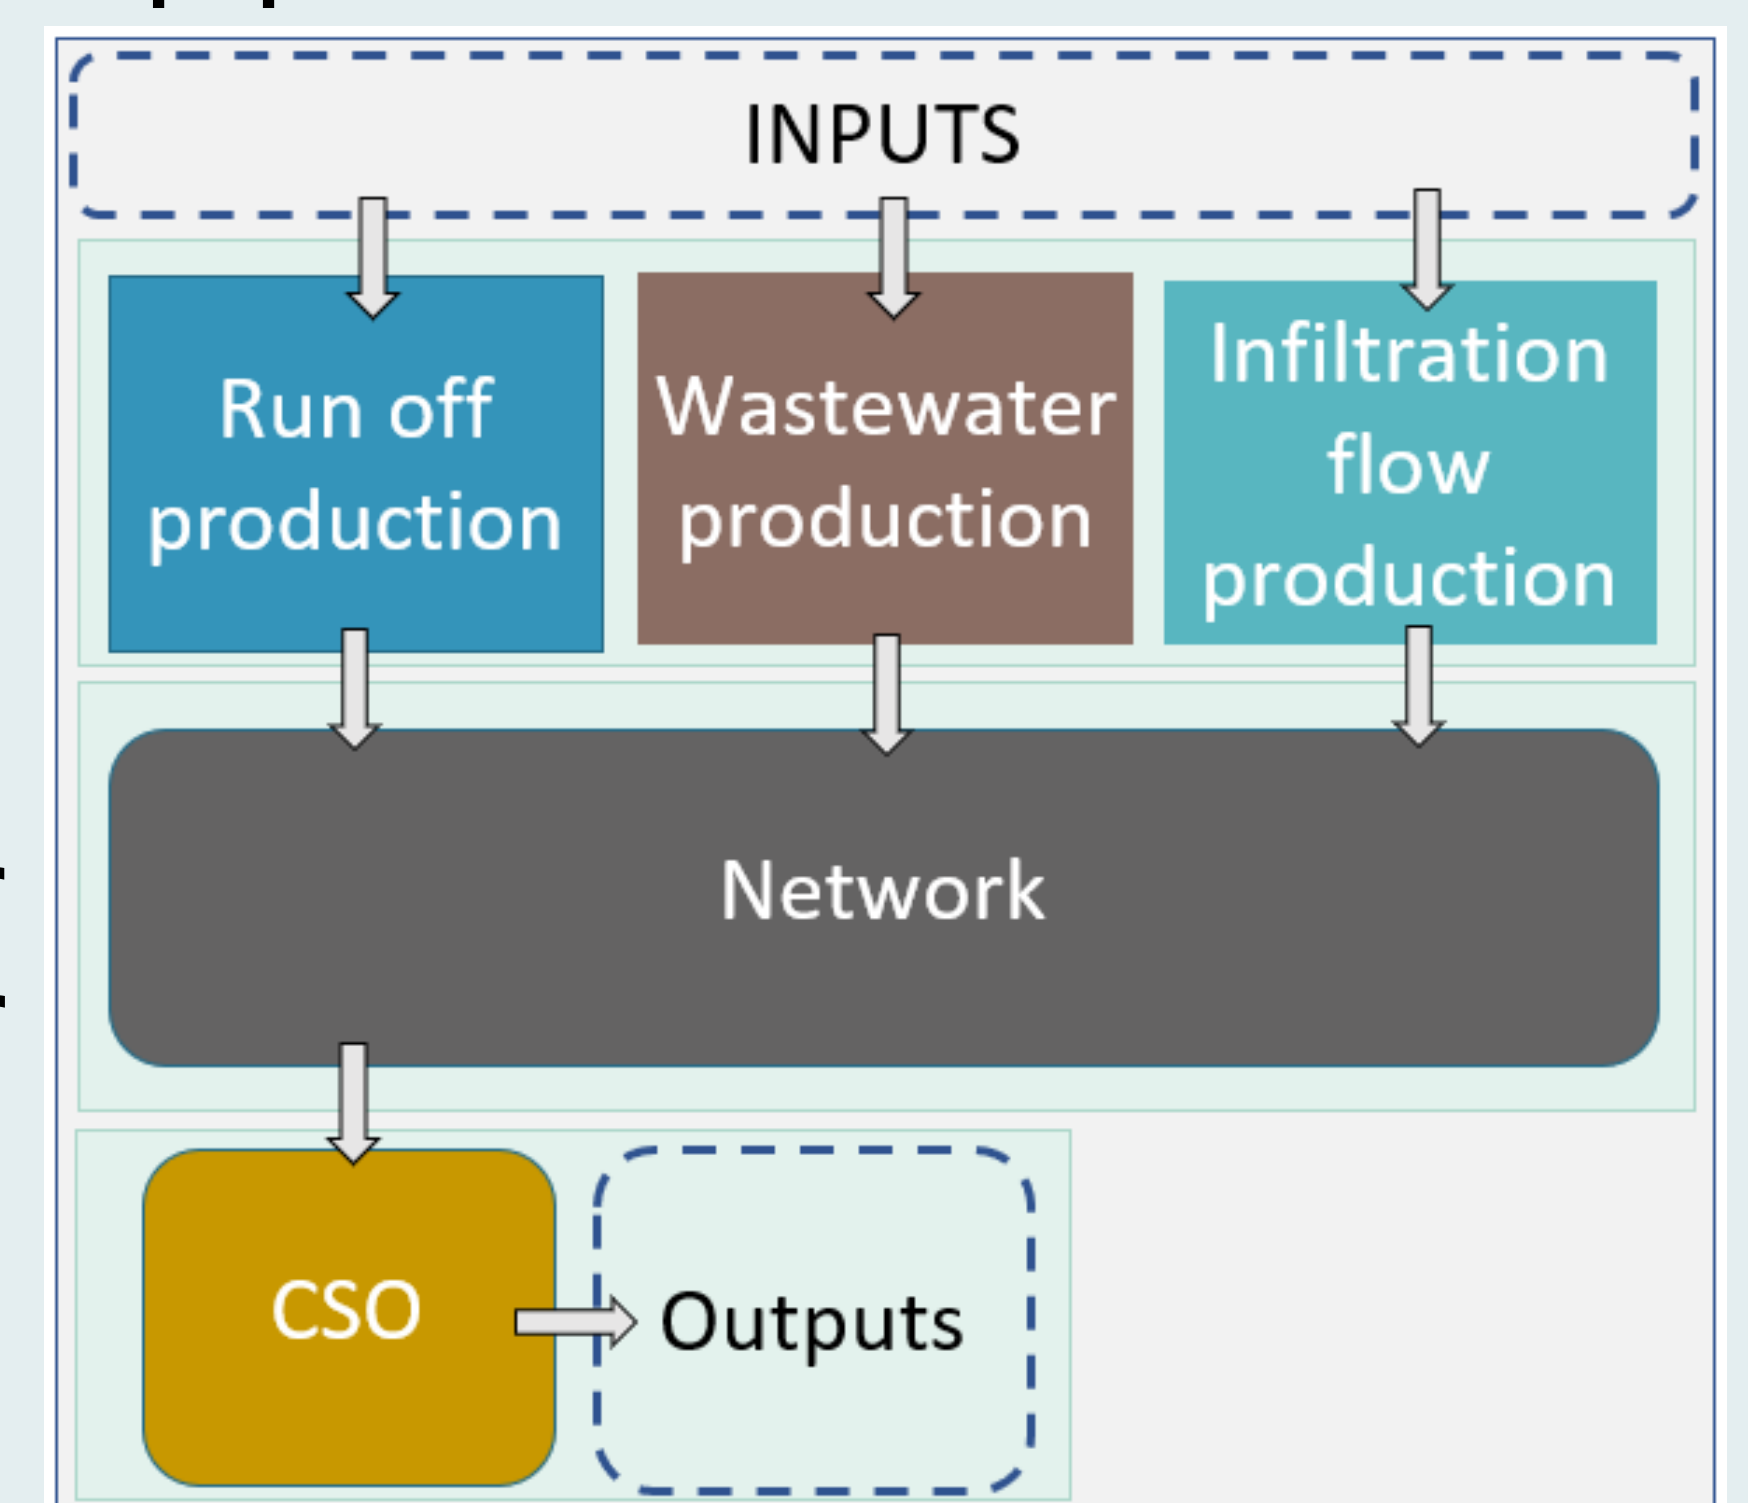 INPUTS
Run off
production
Wastewater
production
Infiltration
flow
production
Network
CSO
Outputs